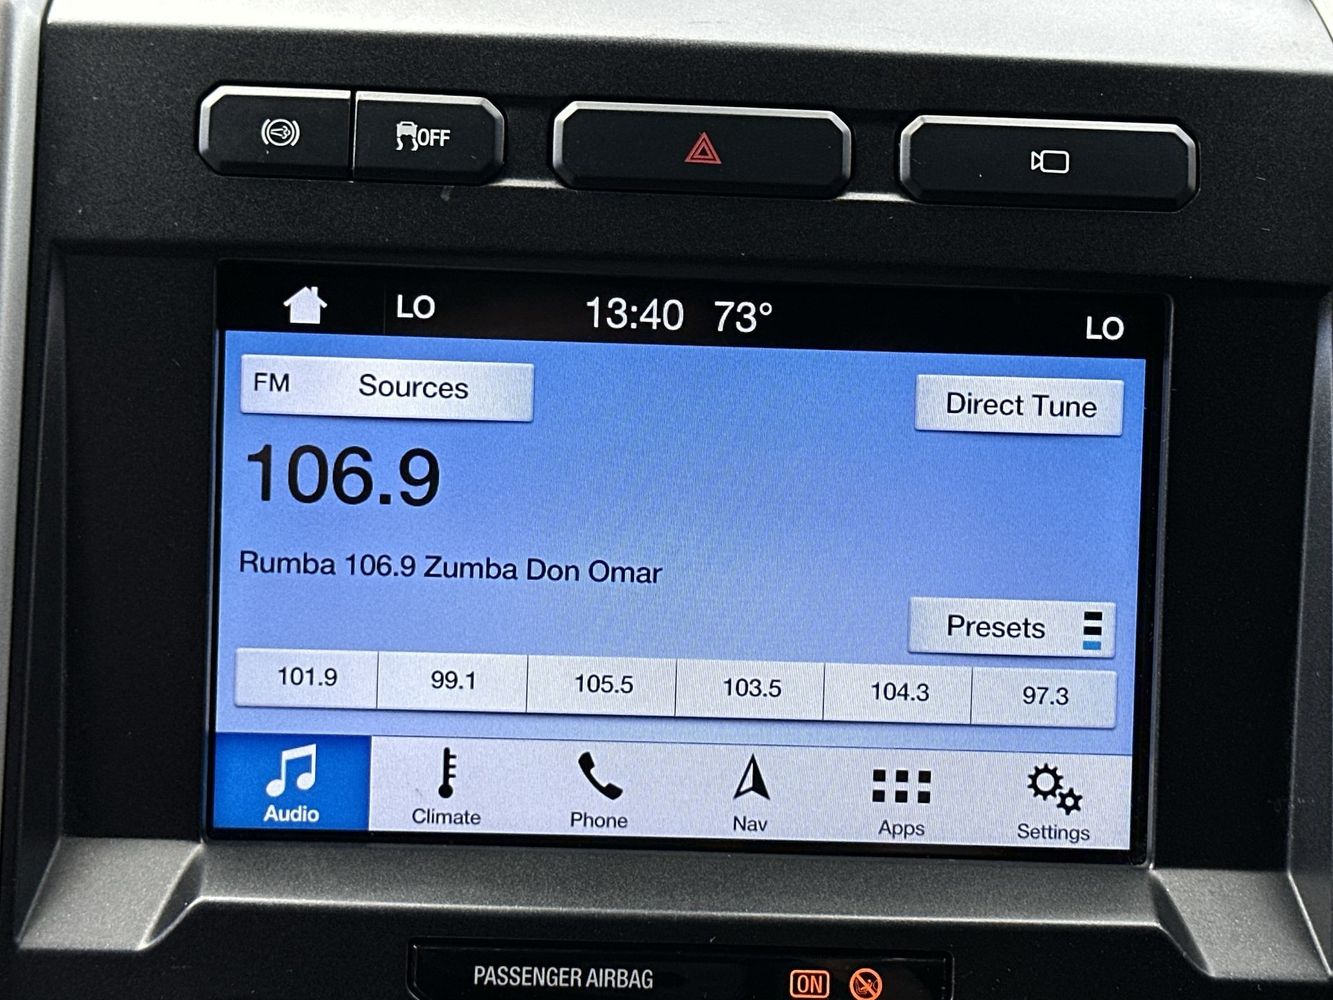 OFF
LO 13:40 73° LO
FM Sources Direct Tune
106.9
Rumba 106.9 Zumba Don Omar
Presets
101.9 99.1 105.5 103.5 104.3 97.3
Audio Climate Phone Nav Apps Settings
PASSENGER AIRBAG ON